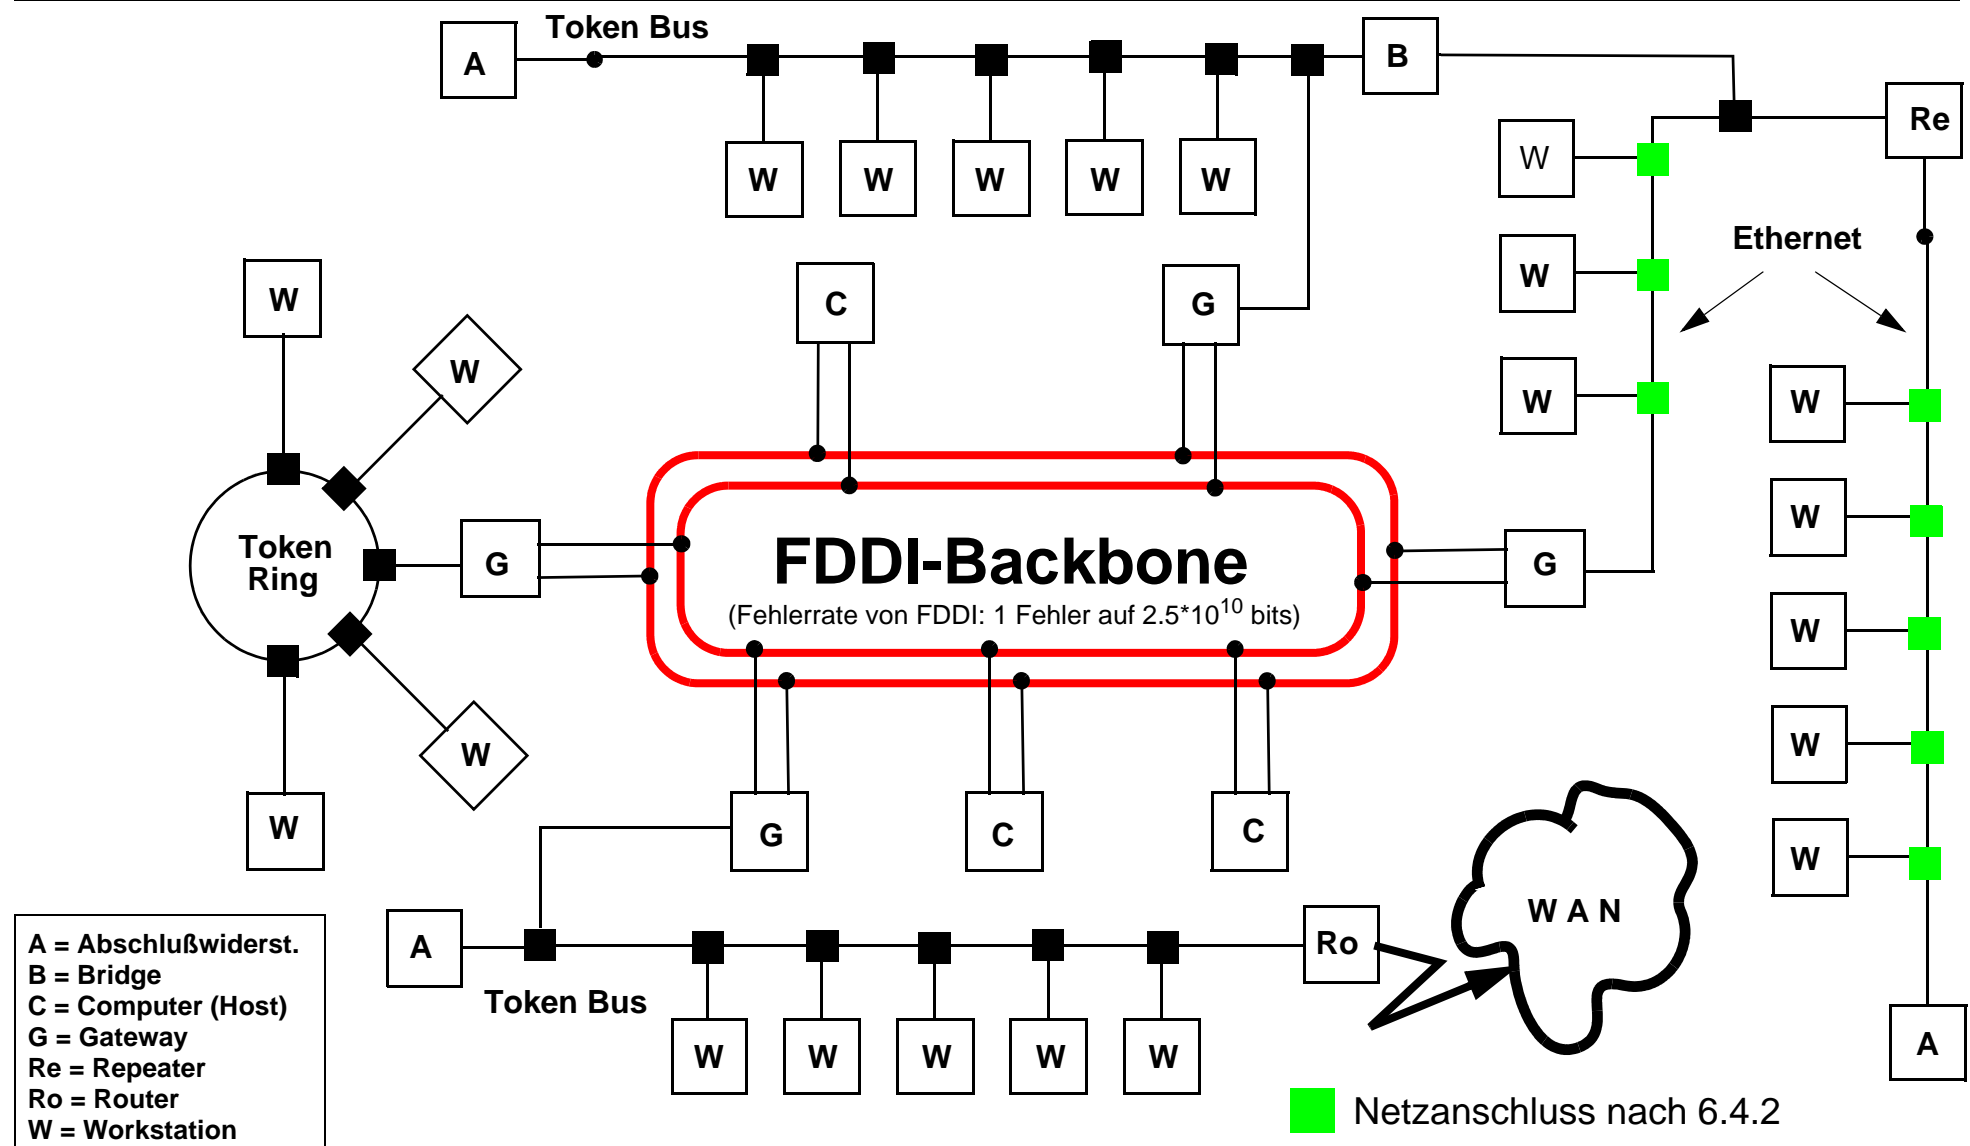 Token Bus
A
B
Re
W
W
W
W
W
W
Ethernet
W
C
G
W
W
W
W
W
Token
Ring
G
FDDI-Backbone
(Fehlerrate von FDDI: 1 Fehler auf 2.5*10^10 bits)
G
W
W
W
W
W
G
C
C
W
W A N
A
Ro
Token Bus
W
W
W
W
W
A
A = Abschlußwiderst.
B = Bridge
C = Computer (Host)
G = Gateway
Re = Repeater
Ro = Router
W = Workstation
Netzanschluss nach 6.4.2